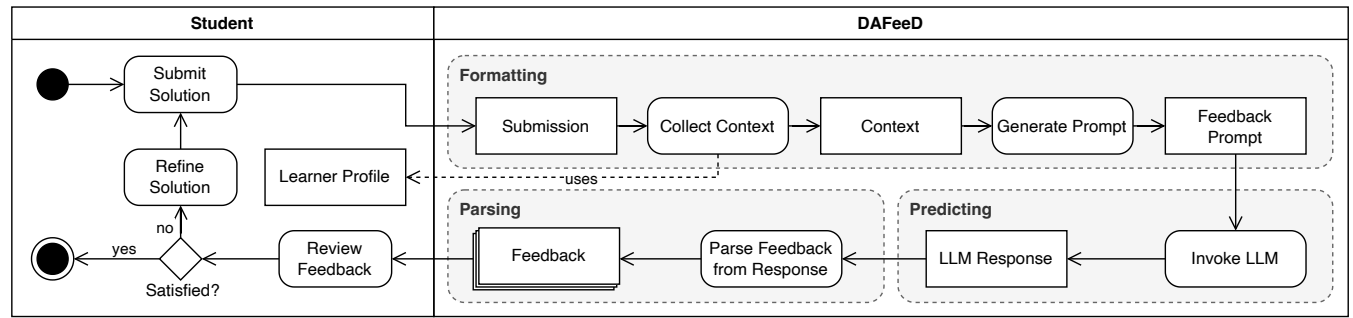 Student
DAFeeD
Submit
Solution
Refine
Solution
Learner Profile
no
yes
Satisfied?
Review
Feedback
Formatting
Submission
Collect Context
Context
Generate Prompt
Feedback
Prompt
uses
Parsing
Feedback
Parse Feedback
from Response
Predicting
LLM Response
Invoke LLM